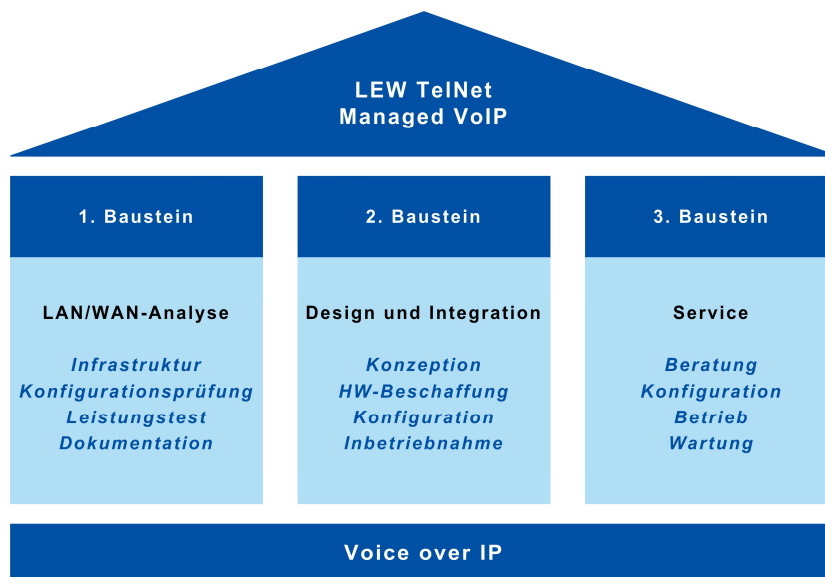 LEW TelNet
Managed VoIP
1. Baustein
LAN/WAN-Analyse
Infrastruktur
Konfigurationsprüfung
Leistungstest
Dokumentation
2. Baustein
Design und Integration
Konzeption
HW-Beschaffung
Konfiguration
Inbetriebnahme
3. Baustein
Service
Beratung
Konfiguration
Betrieb
Wartung
Voice over IP